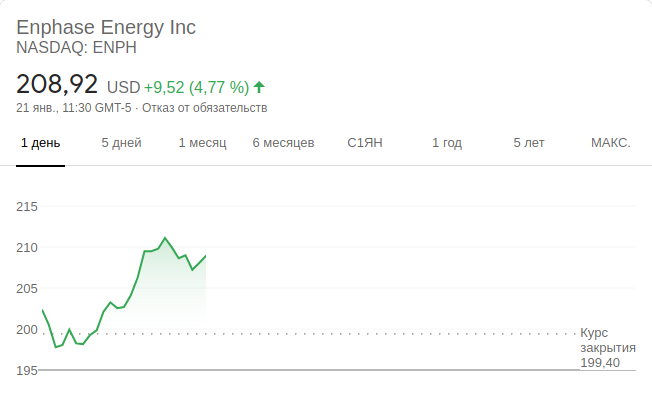 Enphase Energy Inc
NASDAQ: ENPH
208,92 USD +9,52 (4,77 %)
21 янв., 11:30 GMT-5 · Отказ от обязательств
1 день 5 дней 1 месяц 6 месяцев С1ЯН 1 год 5 лет МАКС.
215
210
205
200
195
Курс
закрытия
199,40